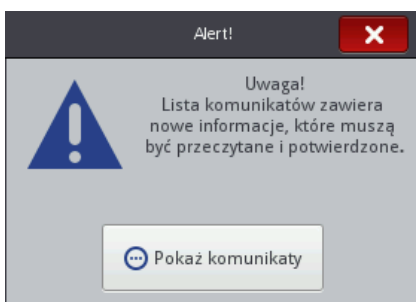 Alert!
Uwaga!
Lista komunikatów zawiera
nowe informacje, które muszą
być przeczytane i potwierdzone.
Pokaż komunikaty